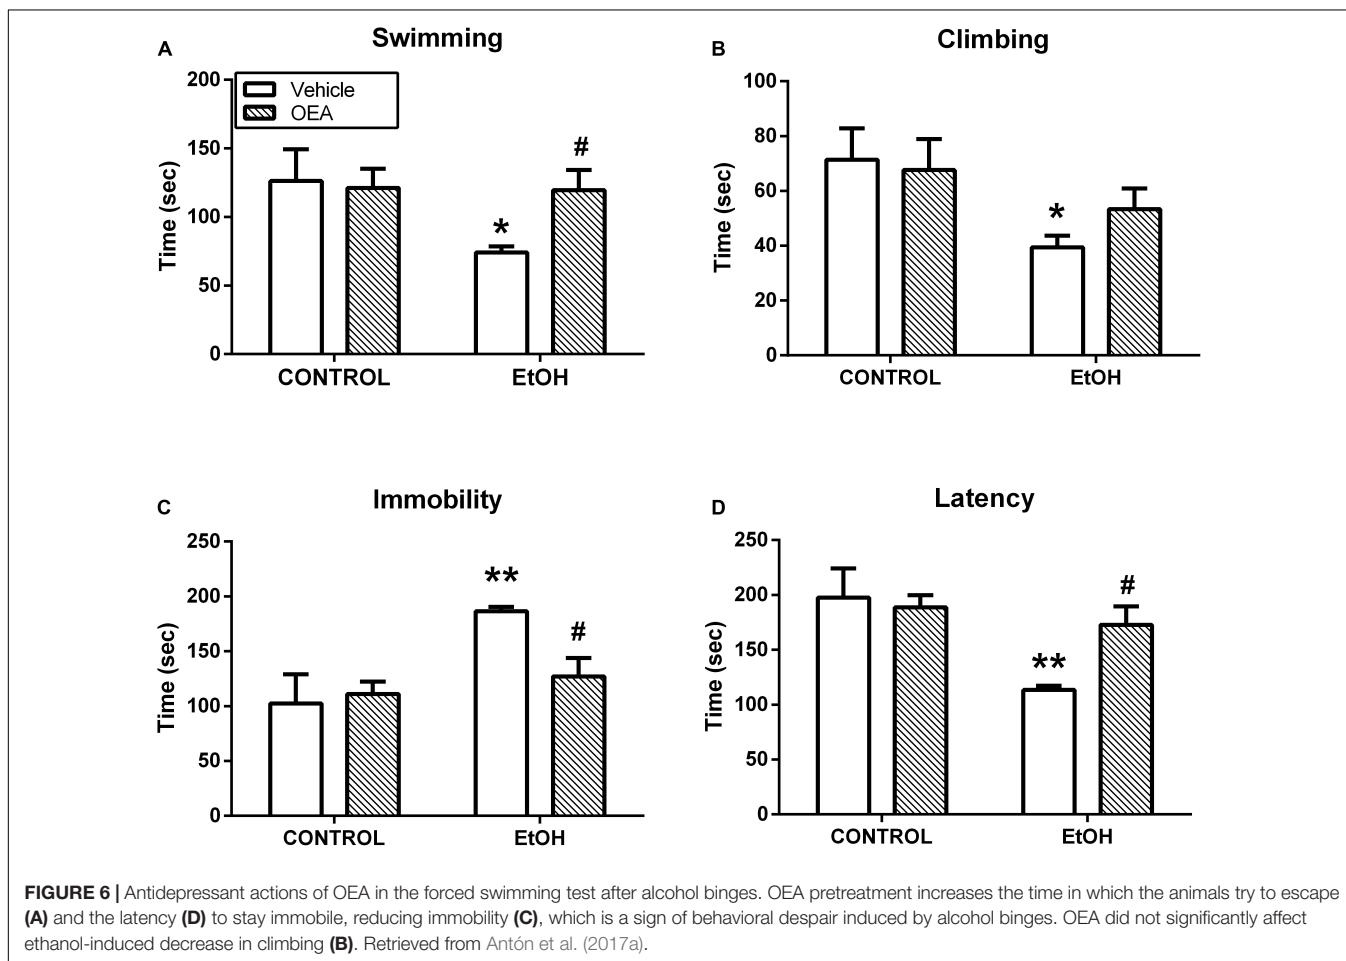 A
Swimming
Vehicle
OEA
200
150
100
50
0
Time (sec)
*
#
CONTROL
EtOH
B
Climbing
100
80
60
40
20
0
Time (sec)
*
CONTROL
EtOH
C
Immobility
250
200
150
100
50
0
Time (sec)
**
#
CONTROL
EtOH
D
Latency
250
200
150
100
50
0
Time (sec)
**
#
CONTROL
EtOH
FIGURE 6 | Antidepressant actions of OEA in the forced swimming test after alcohol binges. OEA pretreatment increases the time in which the animals try to escape
(A) and the latency (D) to stay immobile, reducing immobility (C), which is a sign of behavioral despair induced by alcohol binges. OEA did not significantly affect
ethanol-induced decrease in climbing (B). Retrieved from Antón et al. (2017a).